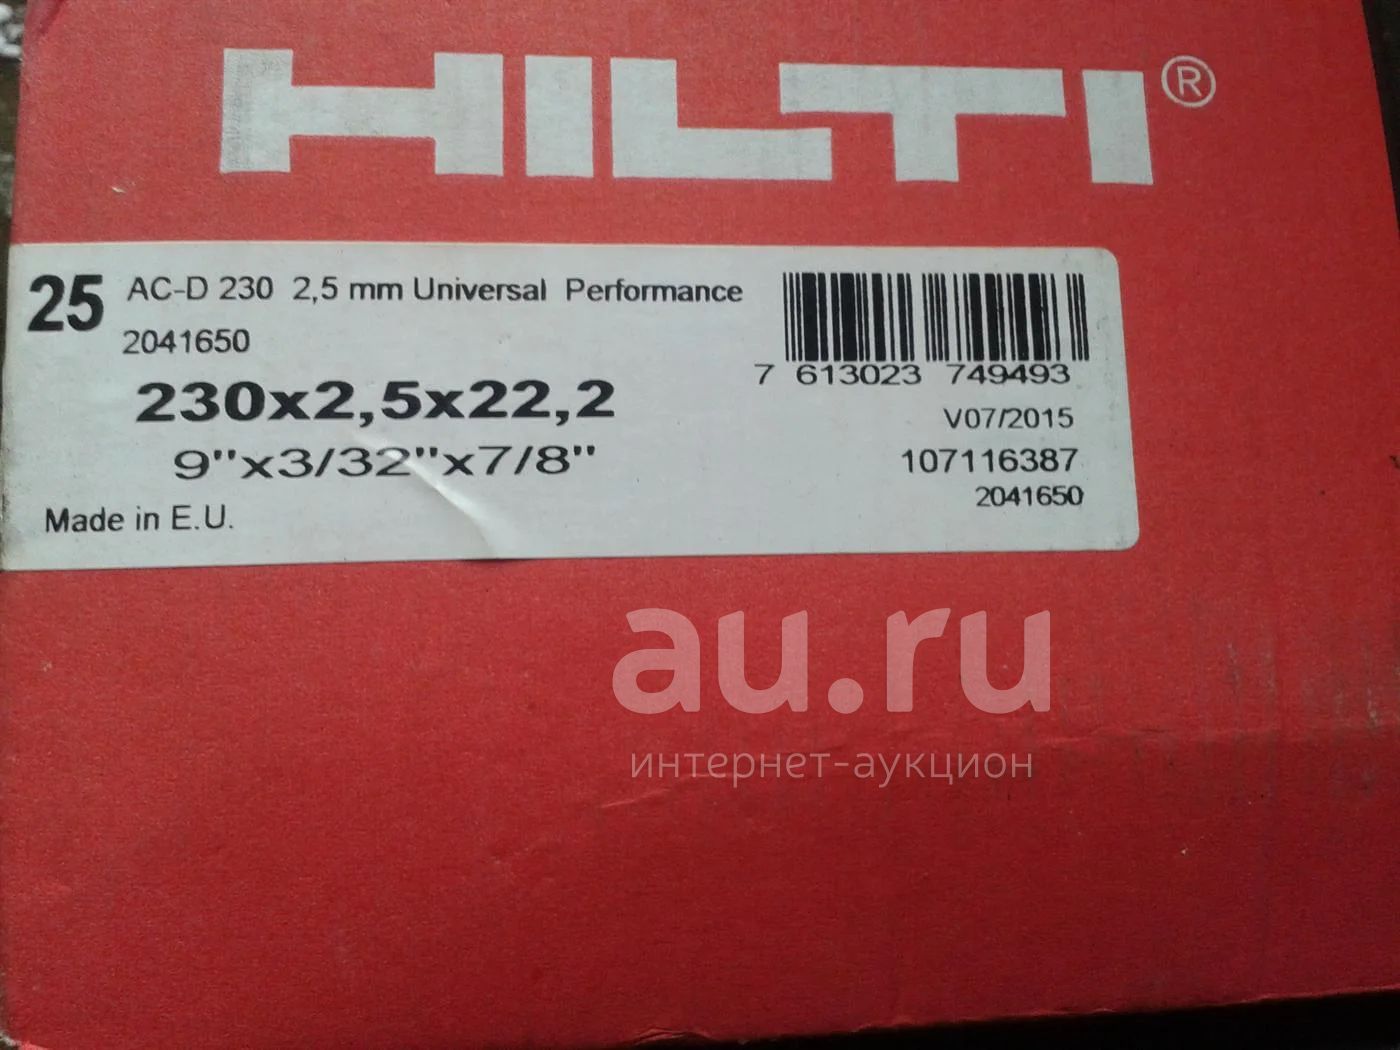 HILTI®
25 AC-D 230 2,5 mm Universal Performance
2041650
230x2,5x22,2
9"x3/32"x7/8"
Made in E.U.
7 613023 749493
V07/2015
107116387
2041650
au.ru
интернет-аукцион